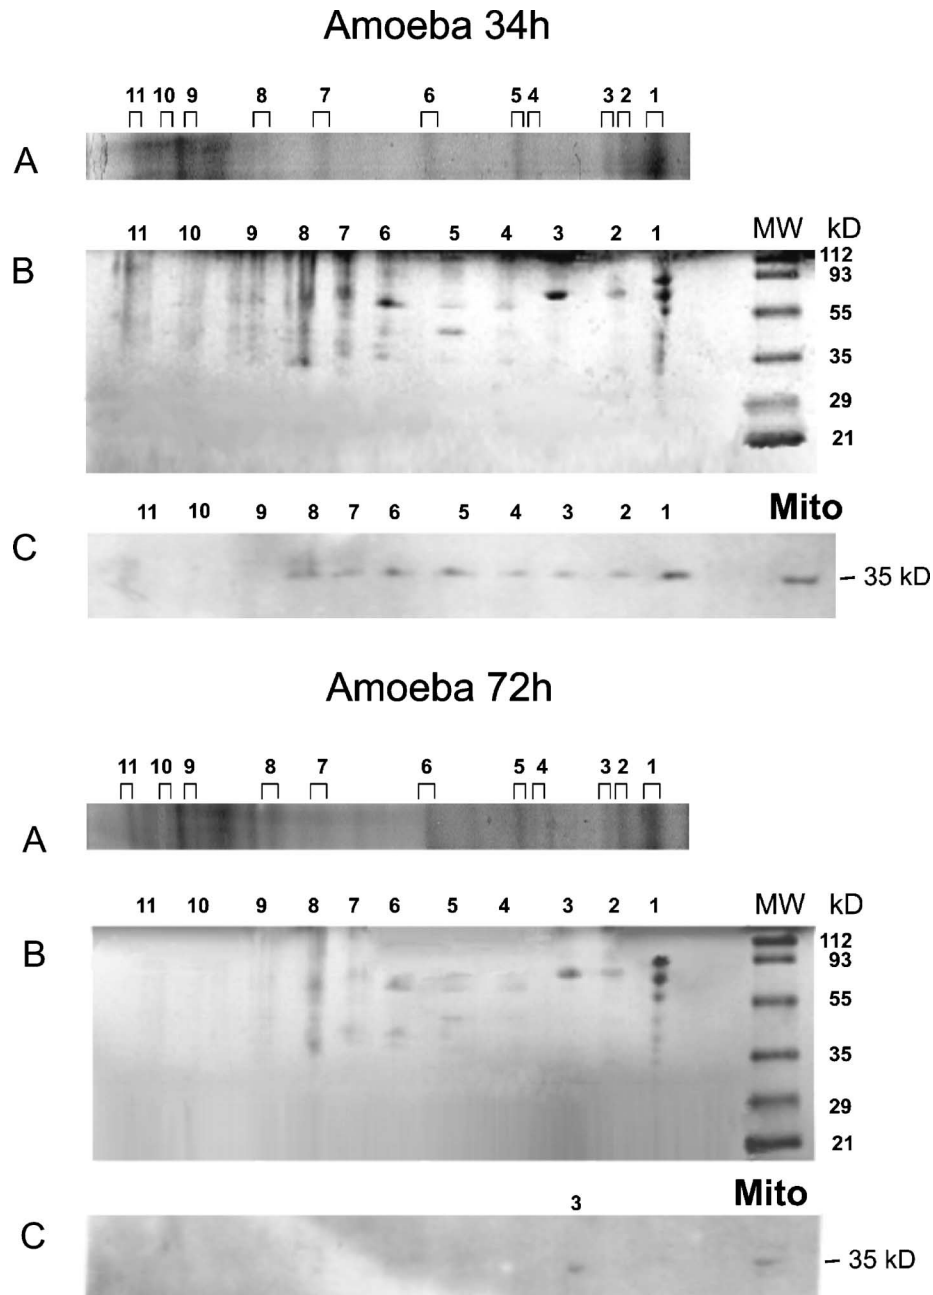 Amoeba 34h
11 10 9 8 7 6 5 4 3 2 1
A
11 10 9 8 7 6 5 4 3 2 1 MW kD
B
112
93
55
35
29
21
11 10 9 8 7 6 5 4 3 2 1 Mito
C
– 35 kD
Amoeba 72h
11 10 9 8 7 6 5 4 3 2 1
A
11 10 9 8 7 6 5 4 3 2 1 MW kD
B
112
93
55
35
29
21
3 Mito
C
– 35 kD